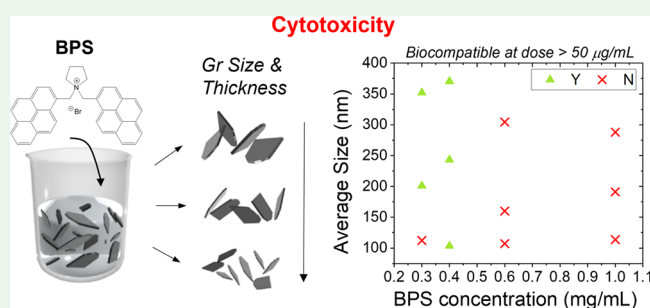 Cytotoxicity
BPS
N
⊕
⊖Br
Gr Size &
Thickness
Biocompatible at dose > 50 μg/mL
Y N
Average Size (nm)
400
350
300
250
200
150
100
0.2 0.3 0.4 0.5 0.6 0.7 0.8 0.9 1.0 1.1
BPS concentration (mg/mL)